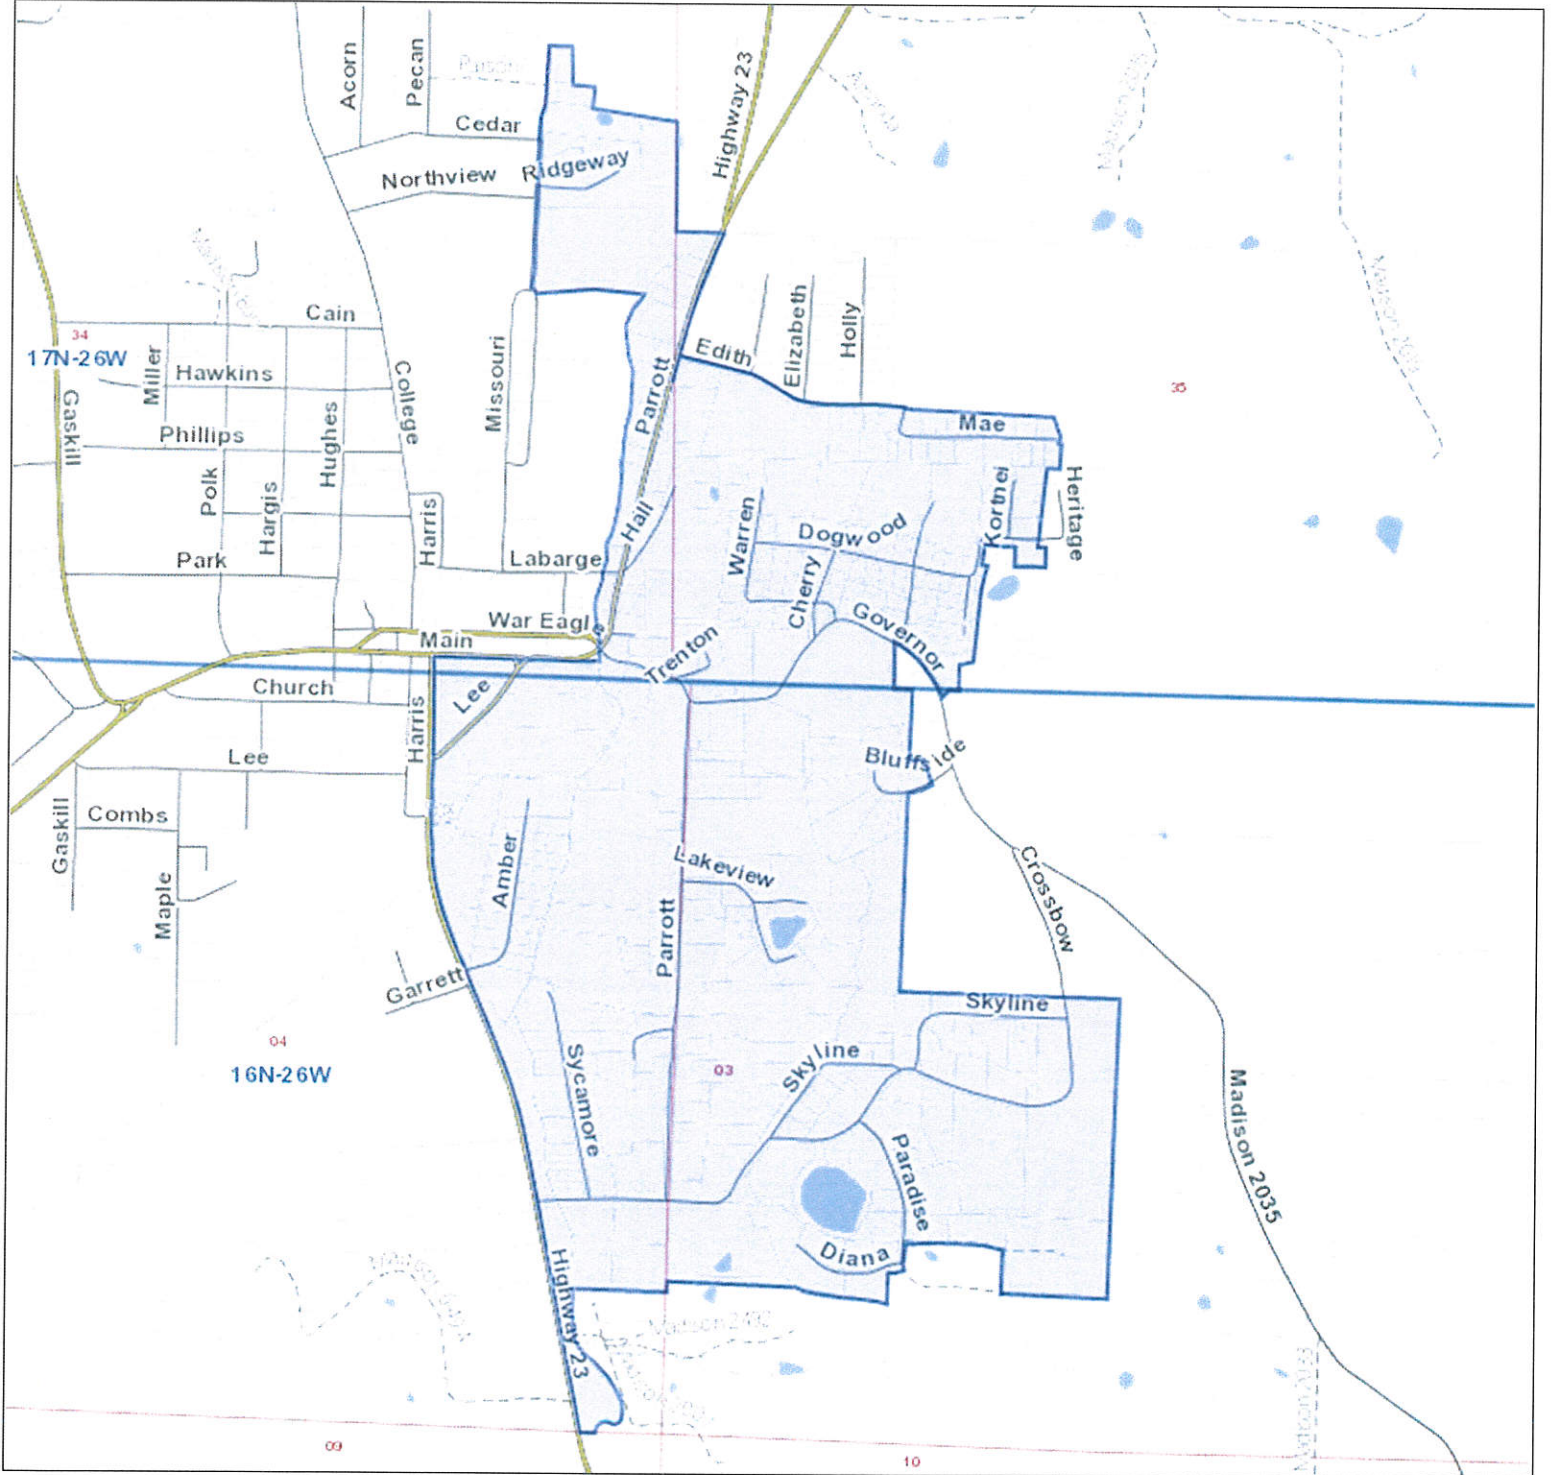 Acorn
Pecan
Highway 23
Cedar
Northview
Ridgeway
Cain
34
17N-26W
Gaskill
Miller
Hawkins
College
Missouri
Parrott
Edith
Elizabeth
Holly
35
Phillips
Hughes
Polk
Hargis
Harris
Hall
Mae
Kortnei
Heritage
Warren
Dogwood
Cherry
Park
Labarge
War Eagle
Main
Governor
Trenton
Church
Lee
Harris
Lee
Bluffside
Gaskill
Combs
Maple
Amber
Lakeview
Parrott
Crossbow
Garrett
Skyline
04
16N-26W
Sycamore
03
Skyline
Paradise
Madison 2035
Diana
Highway 23
Madison 2492
09
10